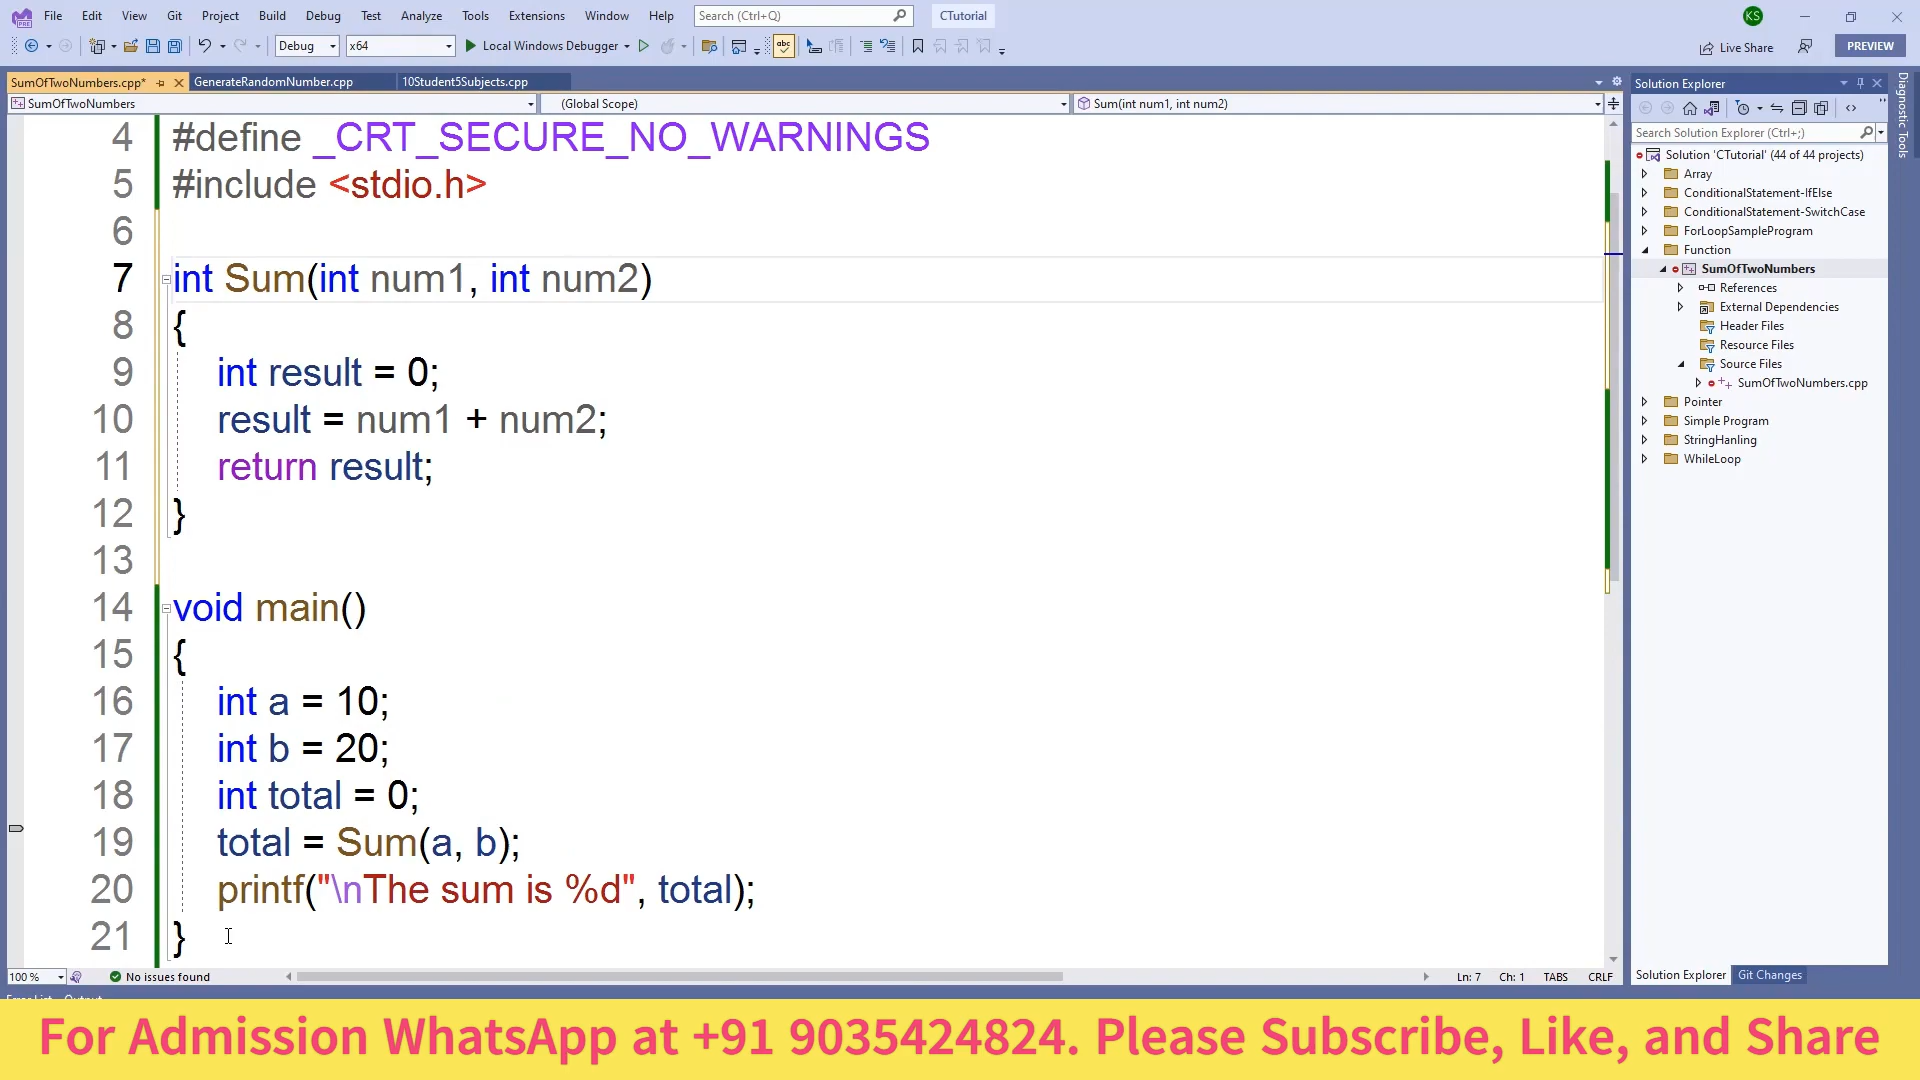 File Edit View Git Project Build Debug Test Analyze Tools Extensions Window Help Search (Ctrl+Q) CTutorial KS
Debug x64 Local Windows Debugger abc Live Share PREVIEW
SumOfTwoNumbers.cpp* GenerateRandomNumber.cpp 10Student5Subjects.cpp
SumOfTwoNumbers (Global Scope) Sum(int num1, int num2)
4 #define _CRT_SECURE_NO_WARNINGS
5 #include <stdio.h>
6
7 int Sum(int num1, int num2)
8 {
9 int result = 0;
10 result = num1 + num2;
11 return result;
12 }
13
14 void main()
15 {
16 int a = 10;
17 int b = 20;
18 int total = 0;
19 total = Sum(a, b);
20 printf("\nThe sum is %d", total);
21 }
100 % No issues found Ln: 7 Ch: 1 TABS CRLF
Solution Explorer
Search Solution Explorer (Ctrl+;)
Solution 'CTutorial' (44 of 44 projects)
Array
ConditionalStatement-IfElse
ConditionalStatement-SwitchCase
ForLoopSampleProgram
Function
SumOfTwoNumbers
References
External Dependencies
Header Files
Resource Files
Source Files
SumOfTwoNumbers.cpp
Pointer
Simple Program
StringHanling
WhileLoop
Solution Explorer Git Changes
Diagnostic Tools
For Admission WhatsApp at +91 9035424824. Please Subscribe, Like, and Share